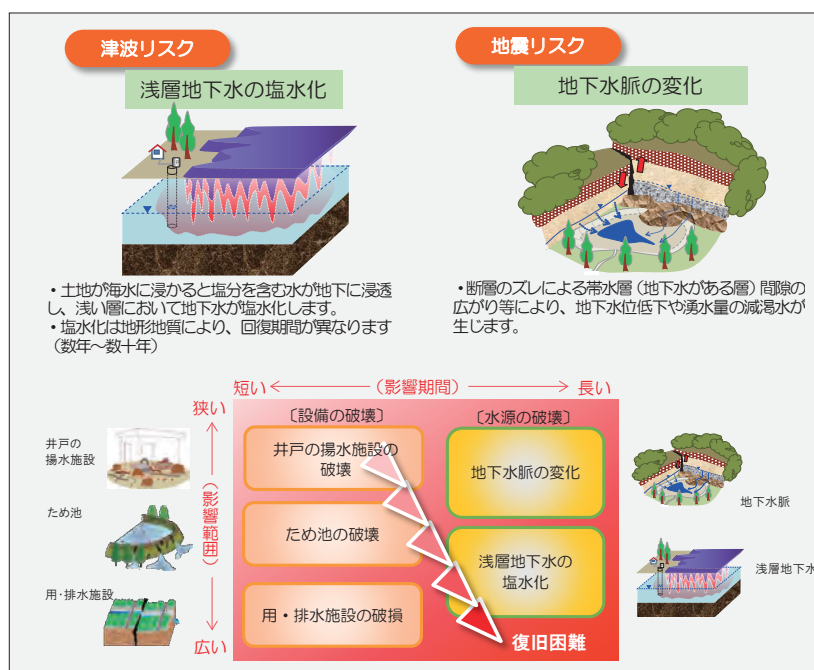 津波リスク
浅層地下水の塩水化
・土地が海水に浸かると塩分を含む水が地下に浸透
し、浅い層において地下水が塩水化します。
・塩水化は地形地質により、回復期間が異なります
（数年～数十年）
地震リスク
地下水脈の変化
・断層のズレによる帯水層（地下水がある層）間隙の
広がり等により、地下水位低下や湧水量の減渇水が
生じます。
短い
（影響期間）
長い
狭い
（影響範囲）
広い
井戸の
揚水施設
ため池
用・排水施設
〔設備の破壊〕
井戸の揚水施設の
破壊
ため池の破壊
用・排水施設の破損
〔水源の破壊〕
地下水脈の変化
浅層地下水の
塩水化
復旧困難
地下水脈
浅層地下水